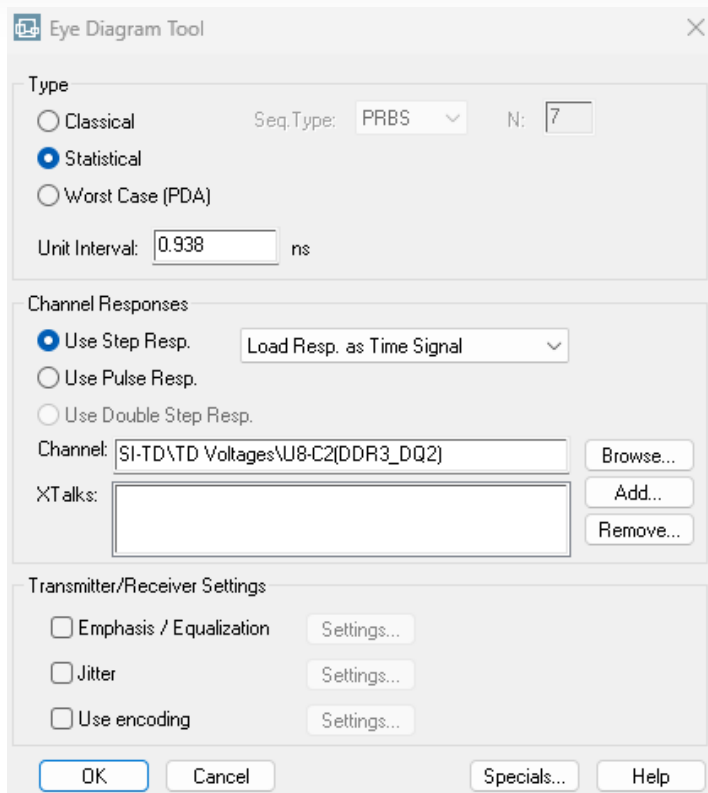 Eye Diagram Tool
Type
Classical Seq.Type: PRBS N: 7
Statistical
Worst Case (PDA)
Unit Interval: 0.938 ns
Channel Responses
Use Step Resp. Load Resp. as Time Signal
Use Pulse Resp.
Use Double Step Resp.
Channel: SI-TD\TD Voltages\U8-C2(DDR3_DQ2) Browse...
XTalks: Add...
Remove...
Transmitter/Receiver Settings
Emphasis / Equalization Settings...
Jitter Settings...
Use encoding Settings...
OK Cancel Specials... Help